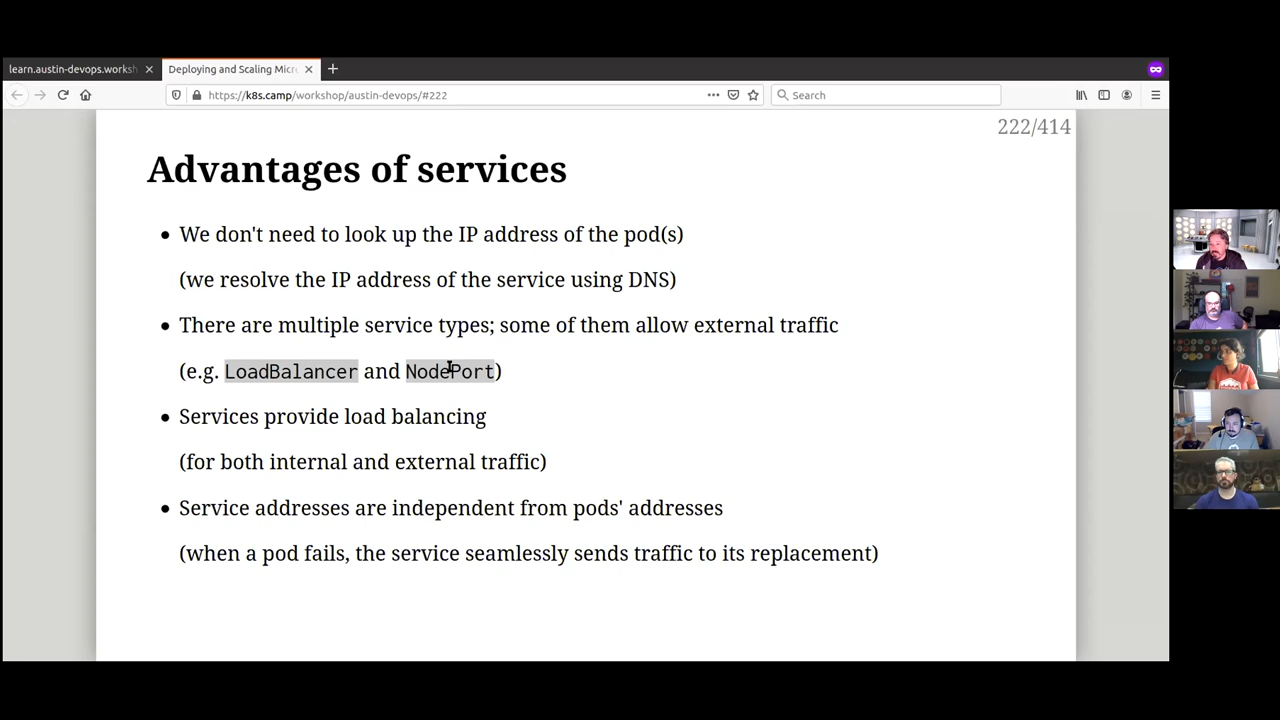 learn.austin-devops.worksh
Deploying and Scaling Micr
https://k8s.camp/workshop/austin-devops/#222
Search
222/414
Advantages of services
• We don't need to look up the IP address of the pod(s)
(we resolve the IP address of the service using DNS)
• There are multiple service types; some of them allow external traffic
(e.g. LoadBalancer and NodePort)
• Services provide load balancing
(for both internal and external traffic)
• Service addresses are independent from pods' addresses
(when a pod fails, the service seamlessly sends traffic to its replacement)